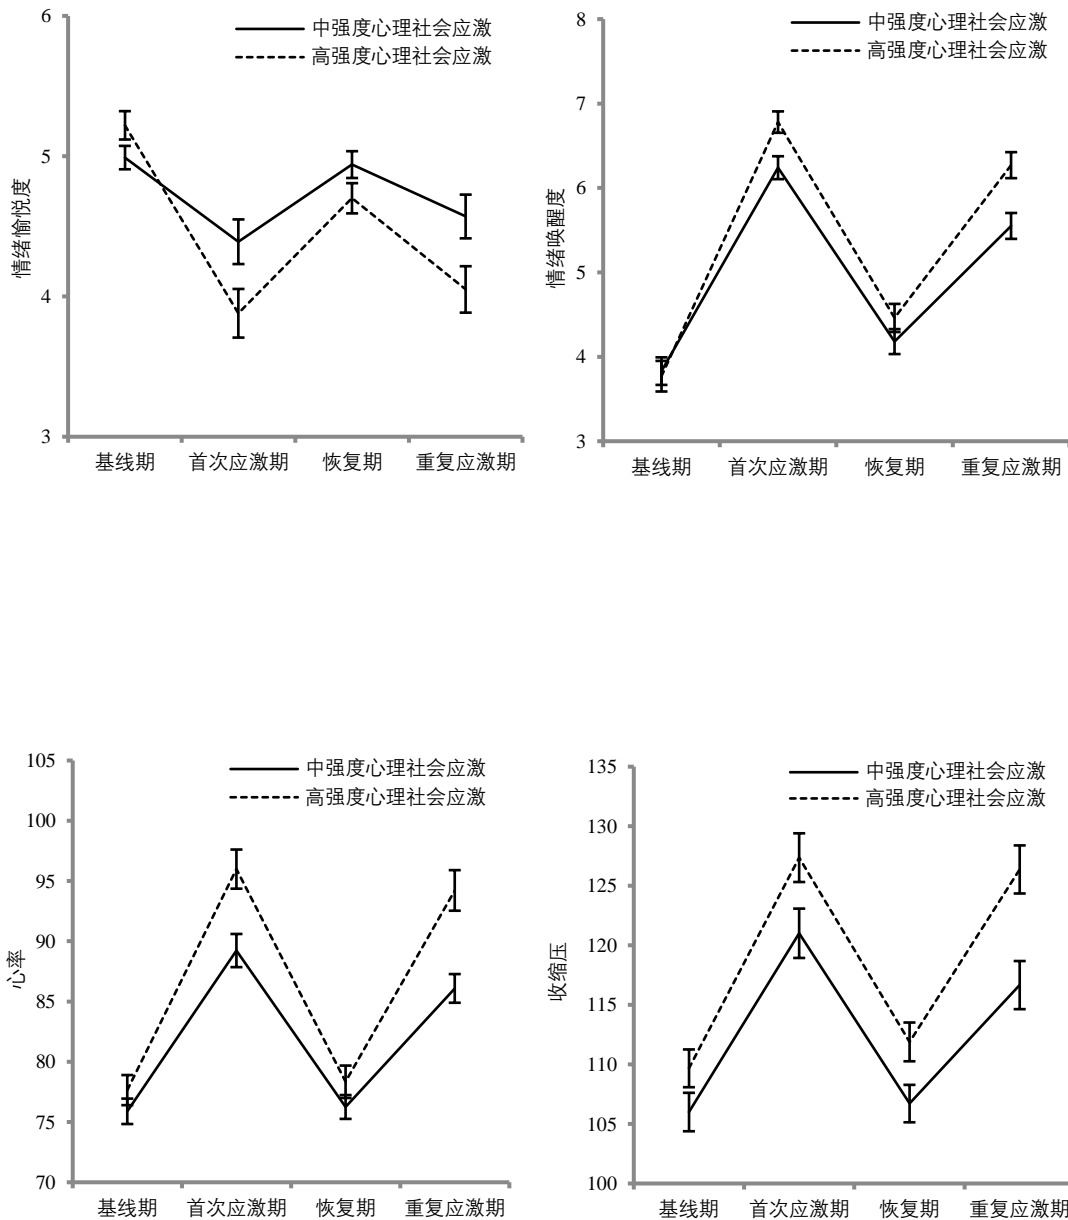 6
5
4
3
情绪愉悦度
中强度心理社会应激
高强度心理社会应激
基线期
首次应激期
恢复期
重复应激期
8
7
6
5
4
3
情绪唤醒度
中强度心理社会应激
高强度心理社会应激
基线期
首次应激期
恢复期
重复应激期
105
100
95
90
85
80
75
70
心率
中强度心理社会应激
高强度心理社会应激
基线期
首次应激期
恢复期
重复应激期
135
130
125
120
115
110
105
100
收缩压
中强度心理社会应激
高强度心理社会应激
基线期
首次应激期
恢复期
重复应激期